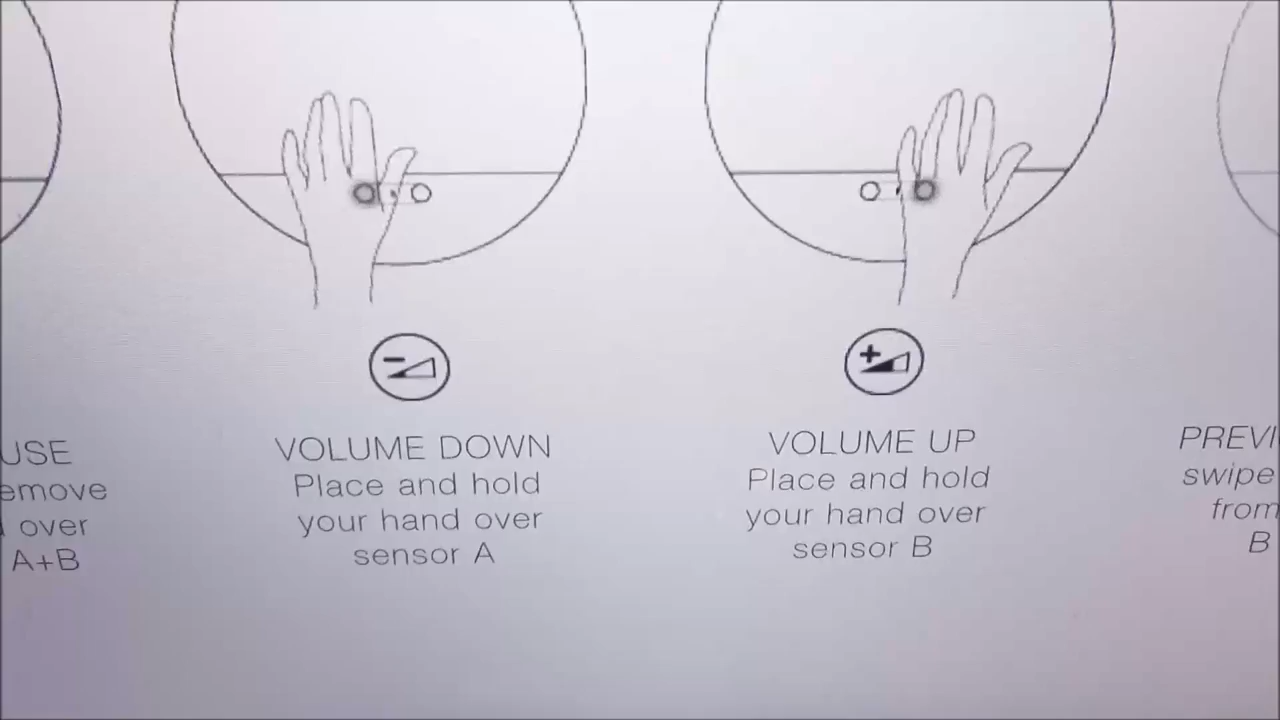 USE
emove
over
A+B
VOLUME DOWN
Place and hold
your hand over
sensor A
VOLUME UP
Place and hold
your hand over
sensor B
PREVI
swipe
from
B